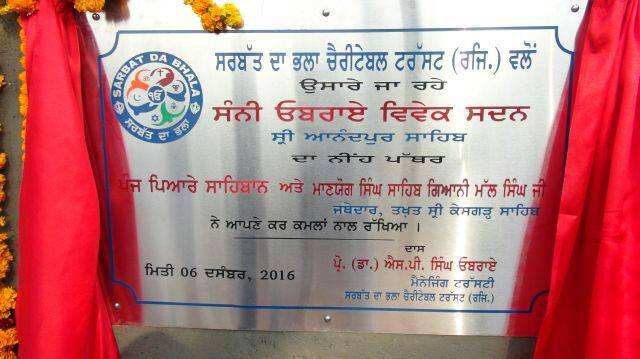 SARBAT DA BHALA
ਸਰਬੱਤ ਦਾ ਭਲਾ
ਸਰਬੱਤ ਦਾ ਭਲਾ ਚੈਰੀਟੇਬਲ ਟਰੱਸਟ (ਰਜਿ.) ਵਲੋਂ
ਉਸਾਰੇ ਜਾ ਰਹੇ
ਸੰਨੀ ਓਬਰਾਏ ਵਿਵੇਕ ਸਦਨ
ਸ੍ਰੀ ਆਨੰਦਪੁਰ ਸਾਹਿਬ
ਦਾ ਨੀਂਹ ਪੱਥਰ
ਪੰਜ ਪਿਆਰੇ ਸਾਹਿਬਾਨ ਅਤੇ ਮਾਣਯੋਗ ਸਿੰਘ ਸਾਹਿਬ ਗਿਆਨੀ ਮੱਲ ਸਿੰਘ ਜੀ
ਜਥੇਦਾਰ, ਤਖ਼ਤ ਸ੍ਰੀ ਕੇਸਗੜ੍ਹ ਸਾਹਿਬ
ਨੇ ਆਪਣੇ ਕਰ ਕਮਲਾਂ ਨਾਲ ਰੱਖਿਆ ।
ਦਾਸ
ਮਿਤੀ 06 ਦਸੰਬਰ, 2016 ਪ੍ਰੋ. (ਡਾ.) ਐਸ.ਪੀ. ਸਿੰਘ ਓਬਰਾਏ
ਮੈਨੇਜਿੰਗ ਟਰੱਸਟੀ
ਸਰਬੱਤ ਦਾ ਭਲਾ ਚੈਰੀਟੇਬਲ ਟਰੱਸਟ (ਰਜਿ.)